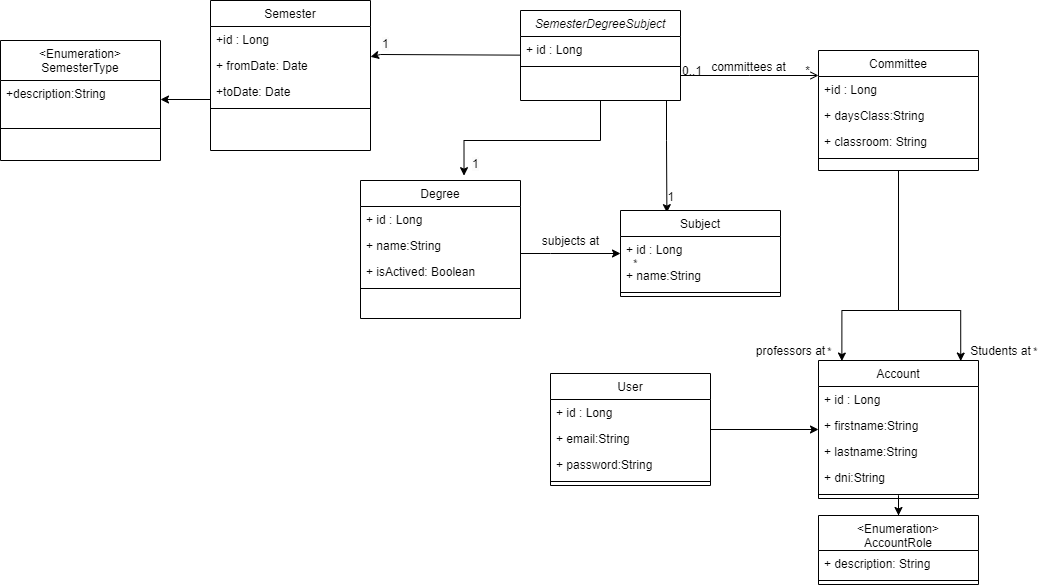 Semester
+id : Long
+ fromDate: Date
+toDate: Date
SemesterDegreeSubject
+ id : Long
<Enumeration>
SemesterType
+description:String
1
0..1
committees at
*
Committee
+id : Long
+ daysClass:String
+ classroom: String
1
1
Degree
+ id : Long
+ name:String
+ isActived: Boolean
subjects at
Subject
+ id : Long
*
+ name:String
professors at *
Students at *
User
+ id : Long
+ email:String
+ password:String
Account
+ id : Long
+ firstname:String
+ lastname:String
+ dni:String
<Enumeration>
AccountRole
+ description: String